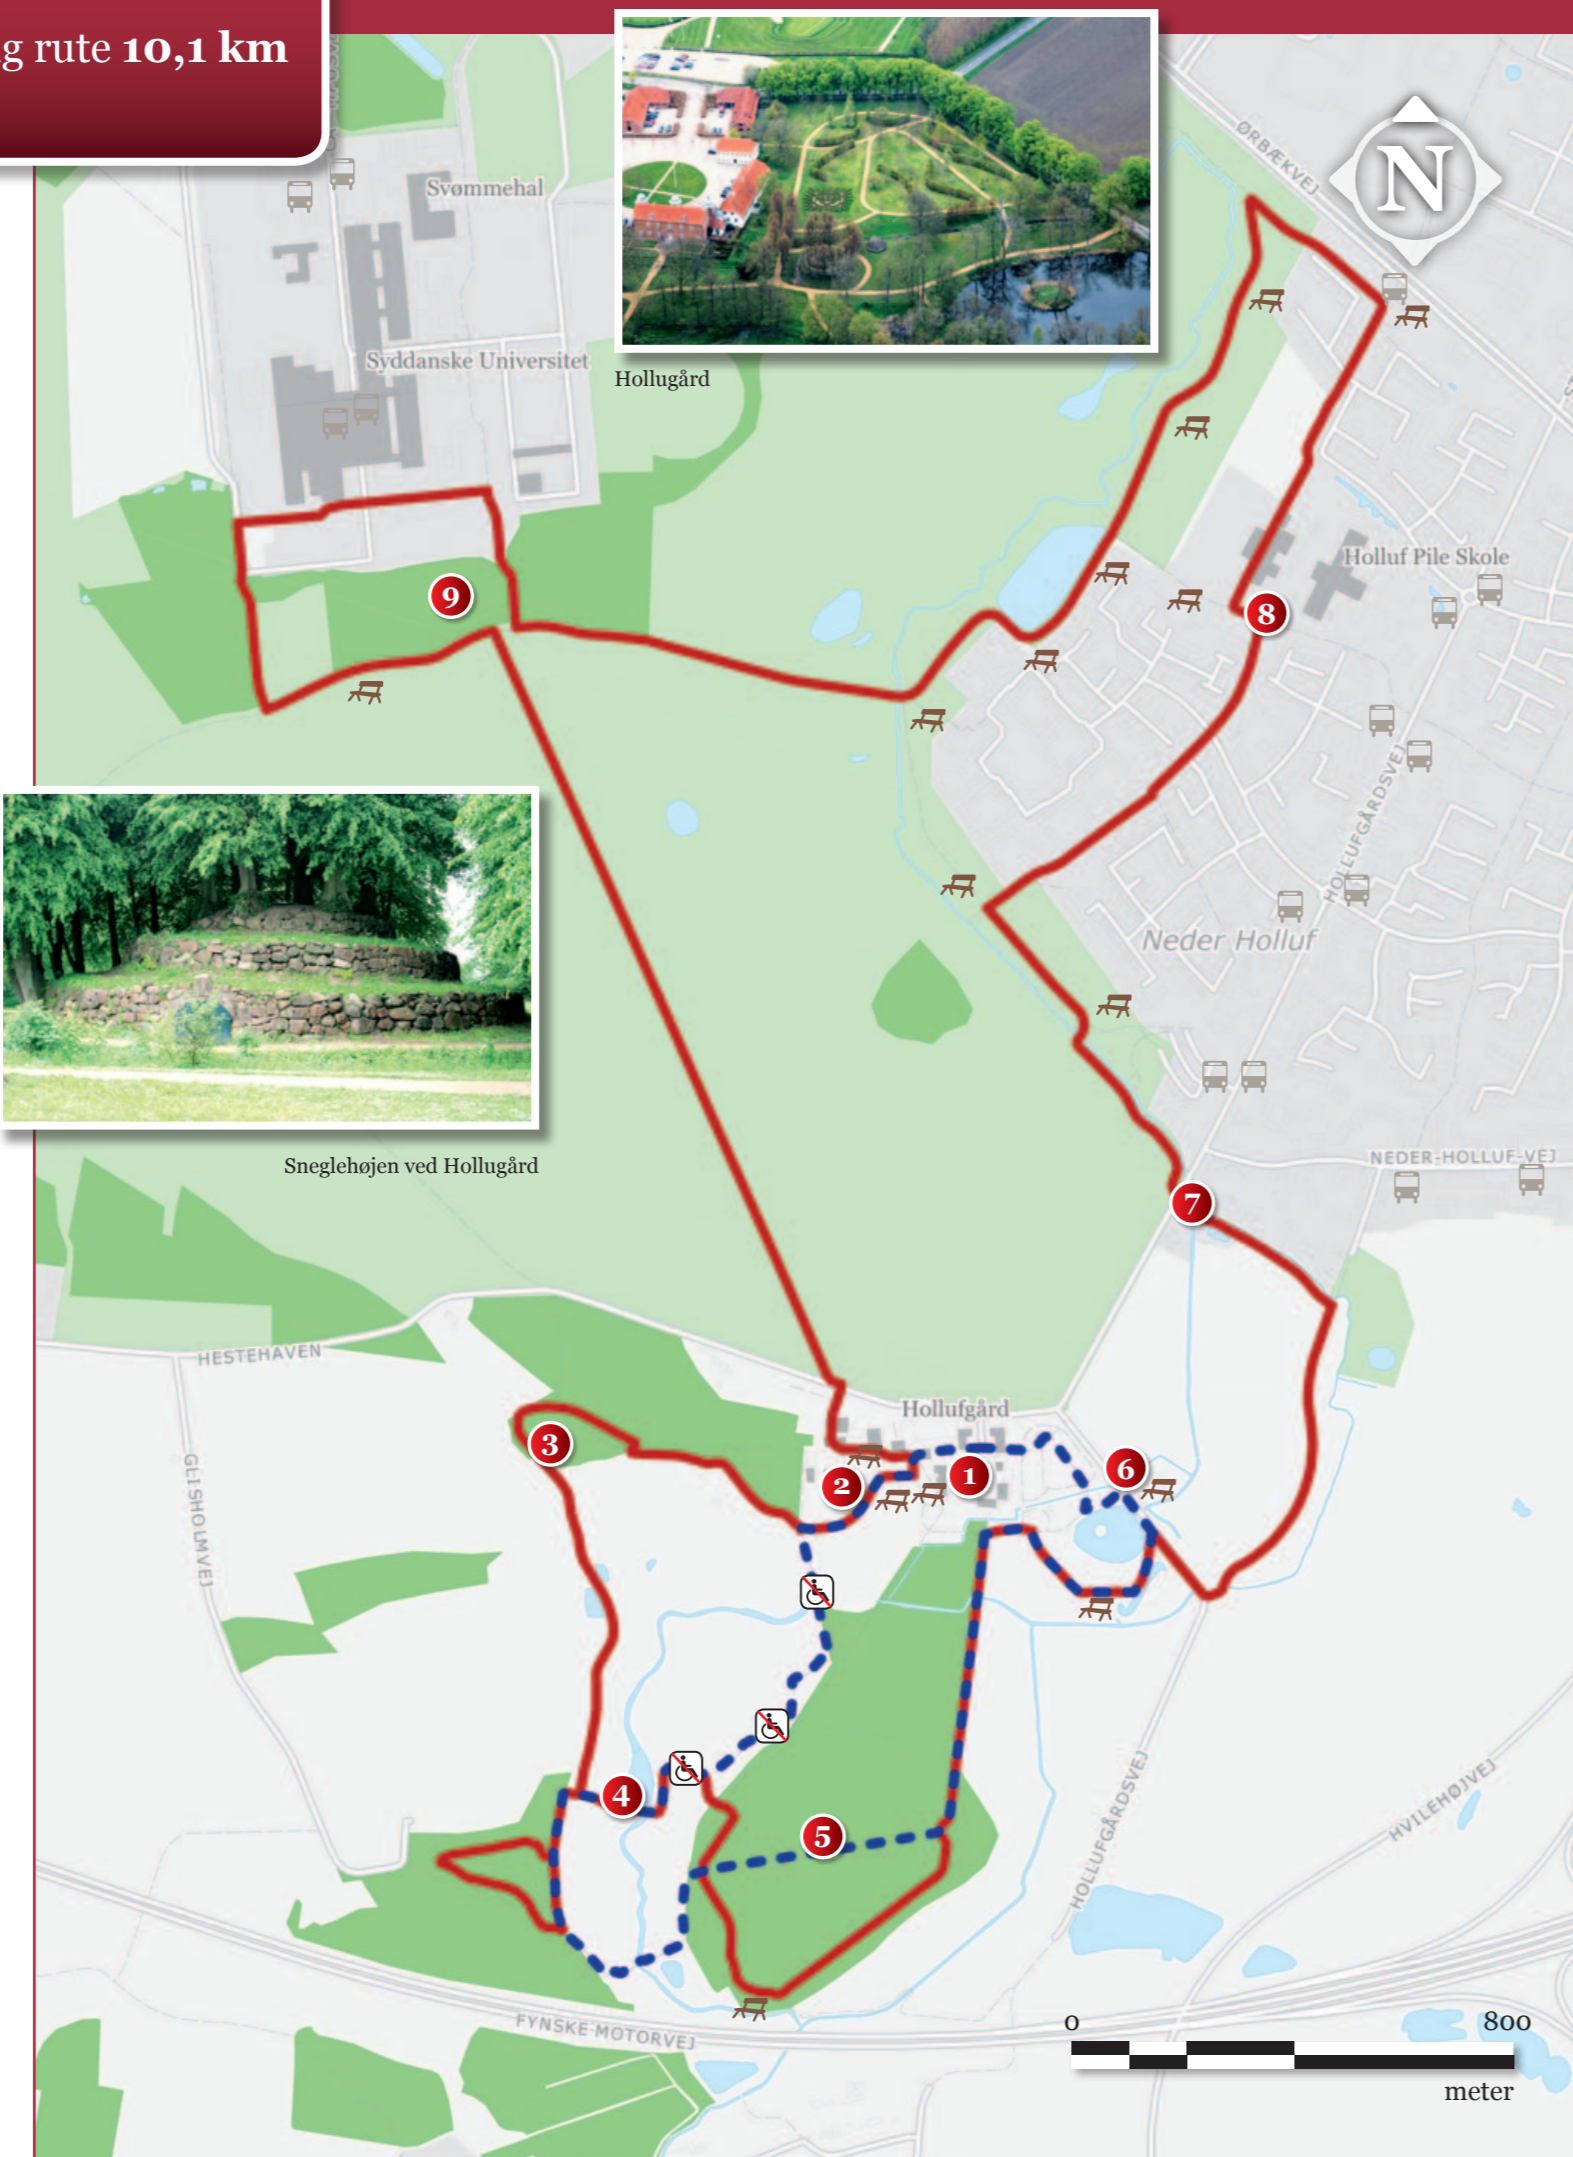 g rute 10,1 km
N
ØRBÆKVEJ
Svømmehal
Syddanske Universitet
Hollugård
Holluf Pile Skole
9
8
HOLLUFGÅRDSVEJ
Neder Holluf
Sneglehøjen ved Hollugård
NEDER-HOLLUF-VEJ
7
HESTEHAVEN
Hollufgård
3
2
1
6
GLISHOLMVEJ
4
5
HOLLUFGÅRDSVEJ
HVILEHØJVEJ
FYNSKE MOTORVEJ
0 800
meter